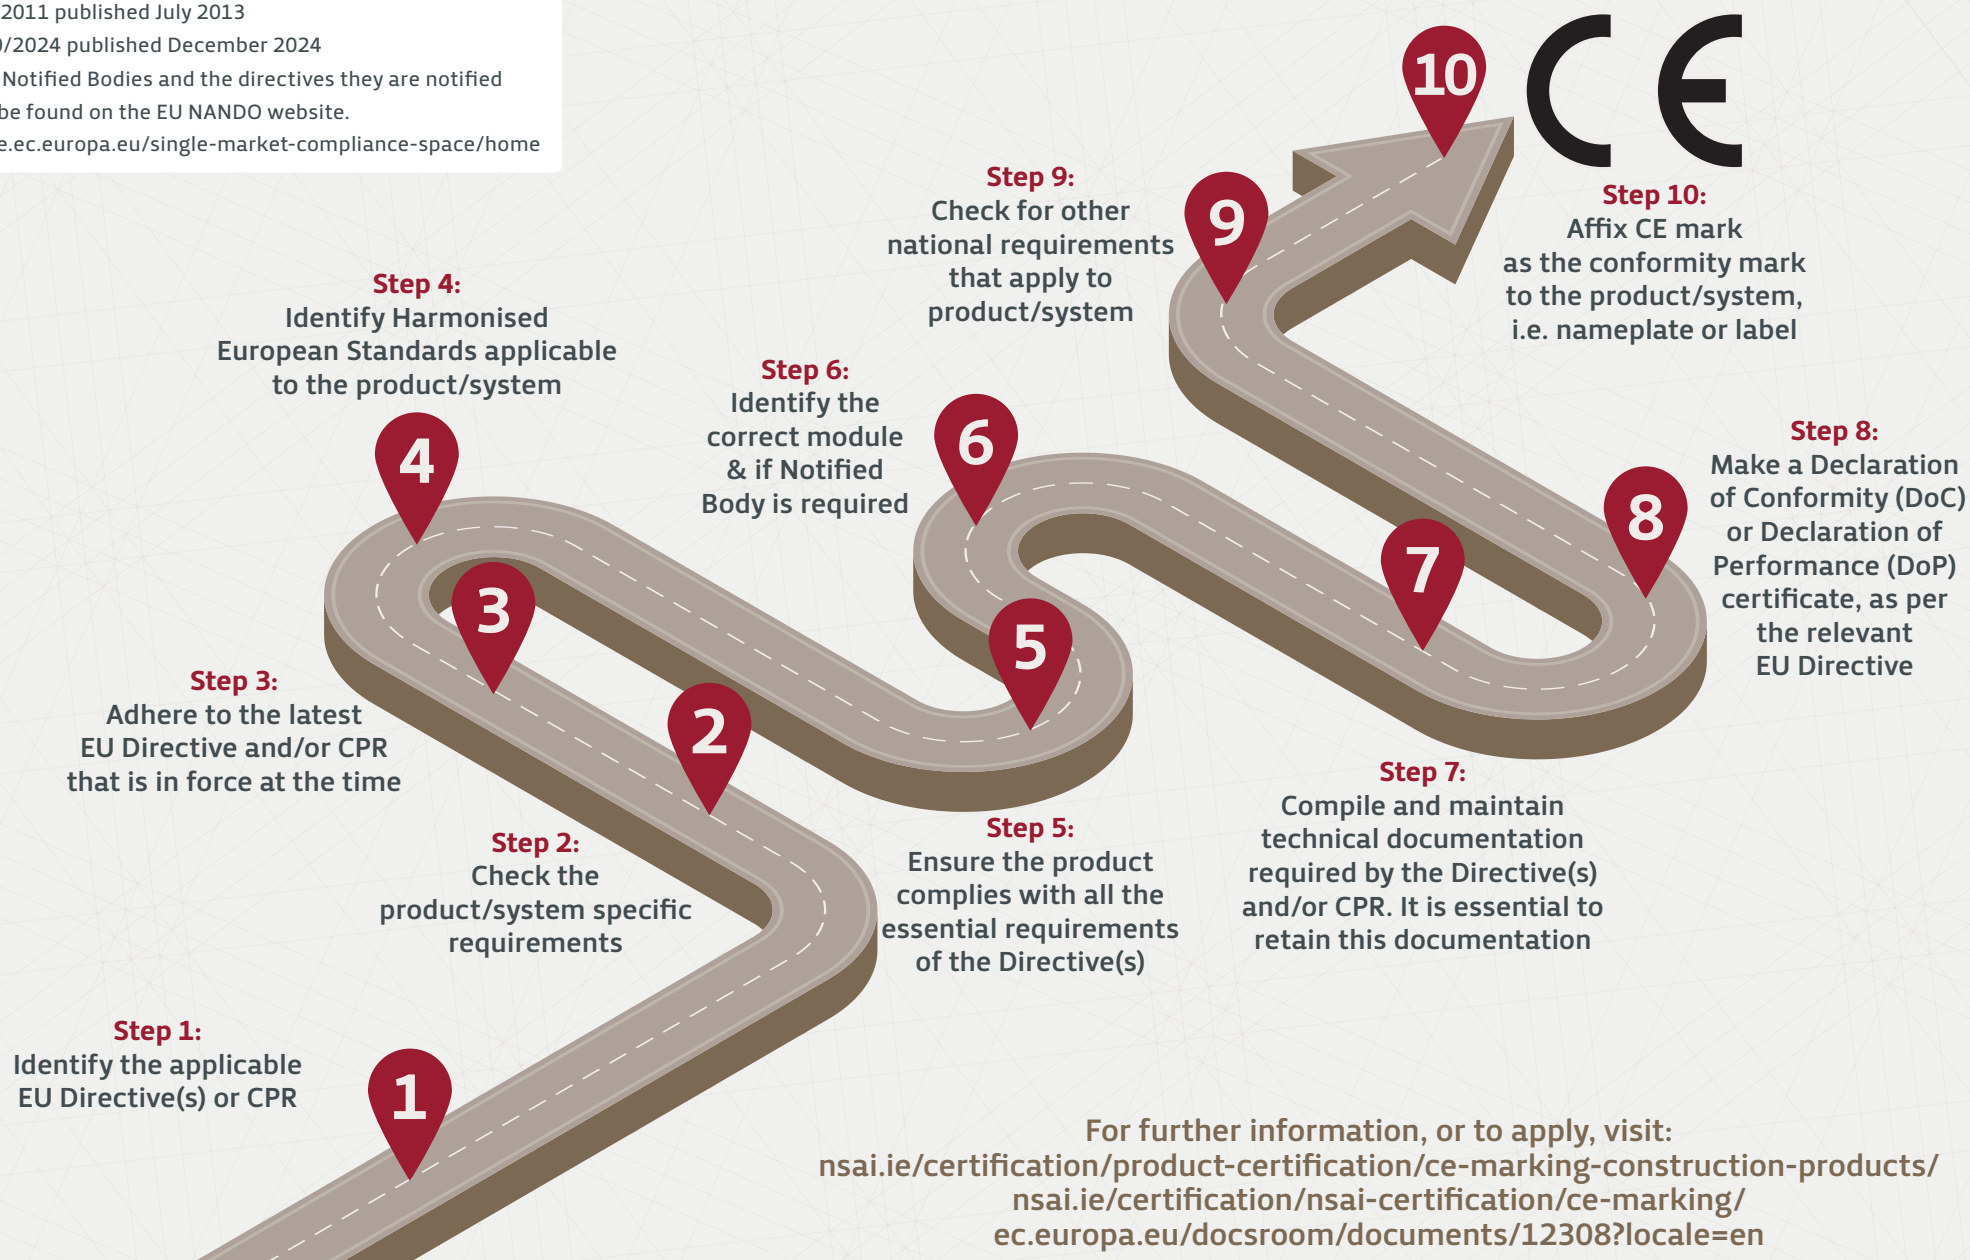 2011 published July 2013
/2024 published December 2024
Notified Bodies and the directives they are notified
be found on the EU NANDO website.
e.ec.europa.eu/single-market-compliance-space/home
10
CE
Step 9:
Check for other
national requirements
that apply to
product/system
9
Step 10:
Affix CE mark
as the conformity mark
to the product/system,
i.e. nameplate or label
Step 4:
Identify Harmonised
European Standards applicable
to the product/system
4
Step 6:
Identify the
correct module
& if Notified
Body is required
6
Step 8:
Make a Declaration
of Conformity (DoC)
or Declaration of
Performance (DoP)
certificate, as per
the relevant
EU Directive
8
7
3
5
2
Step 3:
Adhere to the latest
EU Directive and/or CPR
that is in force at the time
Step 7:
Compile and maintain
technical documentation
required by the Directive(s)
and/or CPR. It is essential to
retain this documentation
Step 2:
Check the
product/system specific
requirements
Step 5:
Ensure the product
complies with all the
essential requirements
of the Directive(s)
Step 1:
Identify the applicable
EU Directive(s) or CPR
1
For further information, or to apply, visit:
nsai.ie/certification/product-certification/ce-marking-construction-products/
nsai.ie/certification/nsai-certification/ce-marking/
ec.europa.eu/docsroom/documents/12308?locale=en